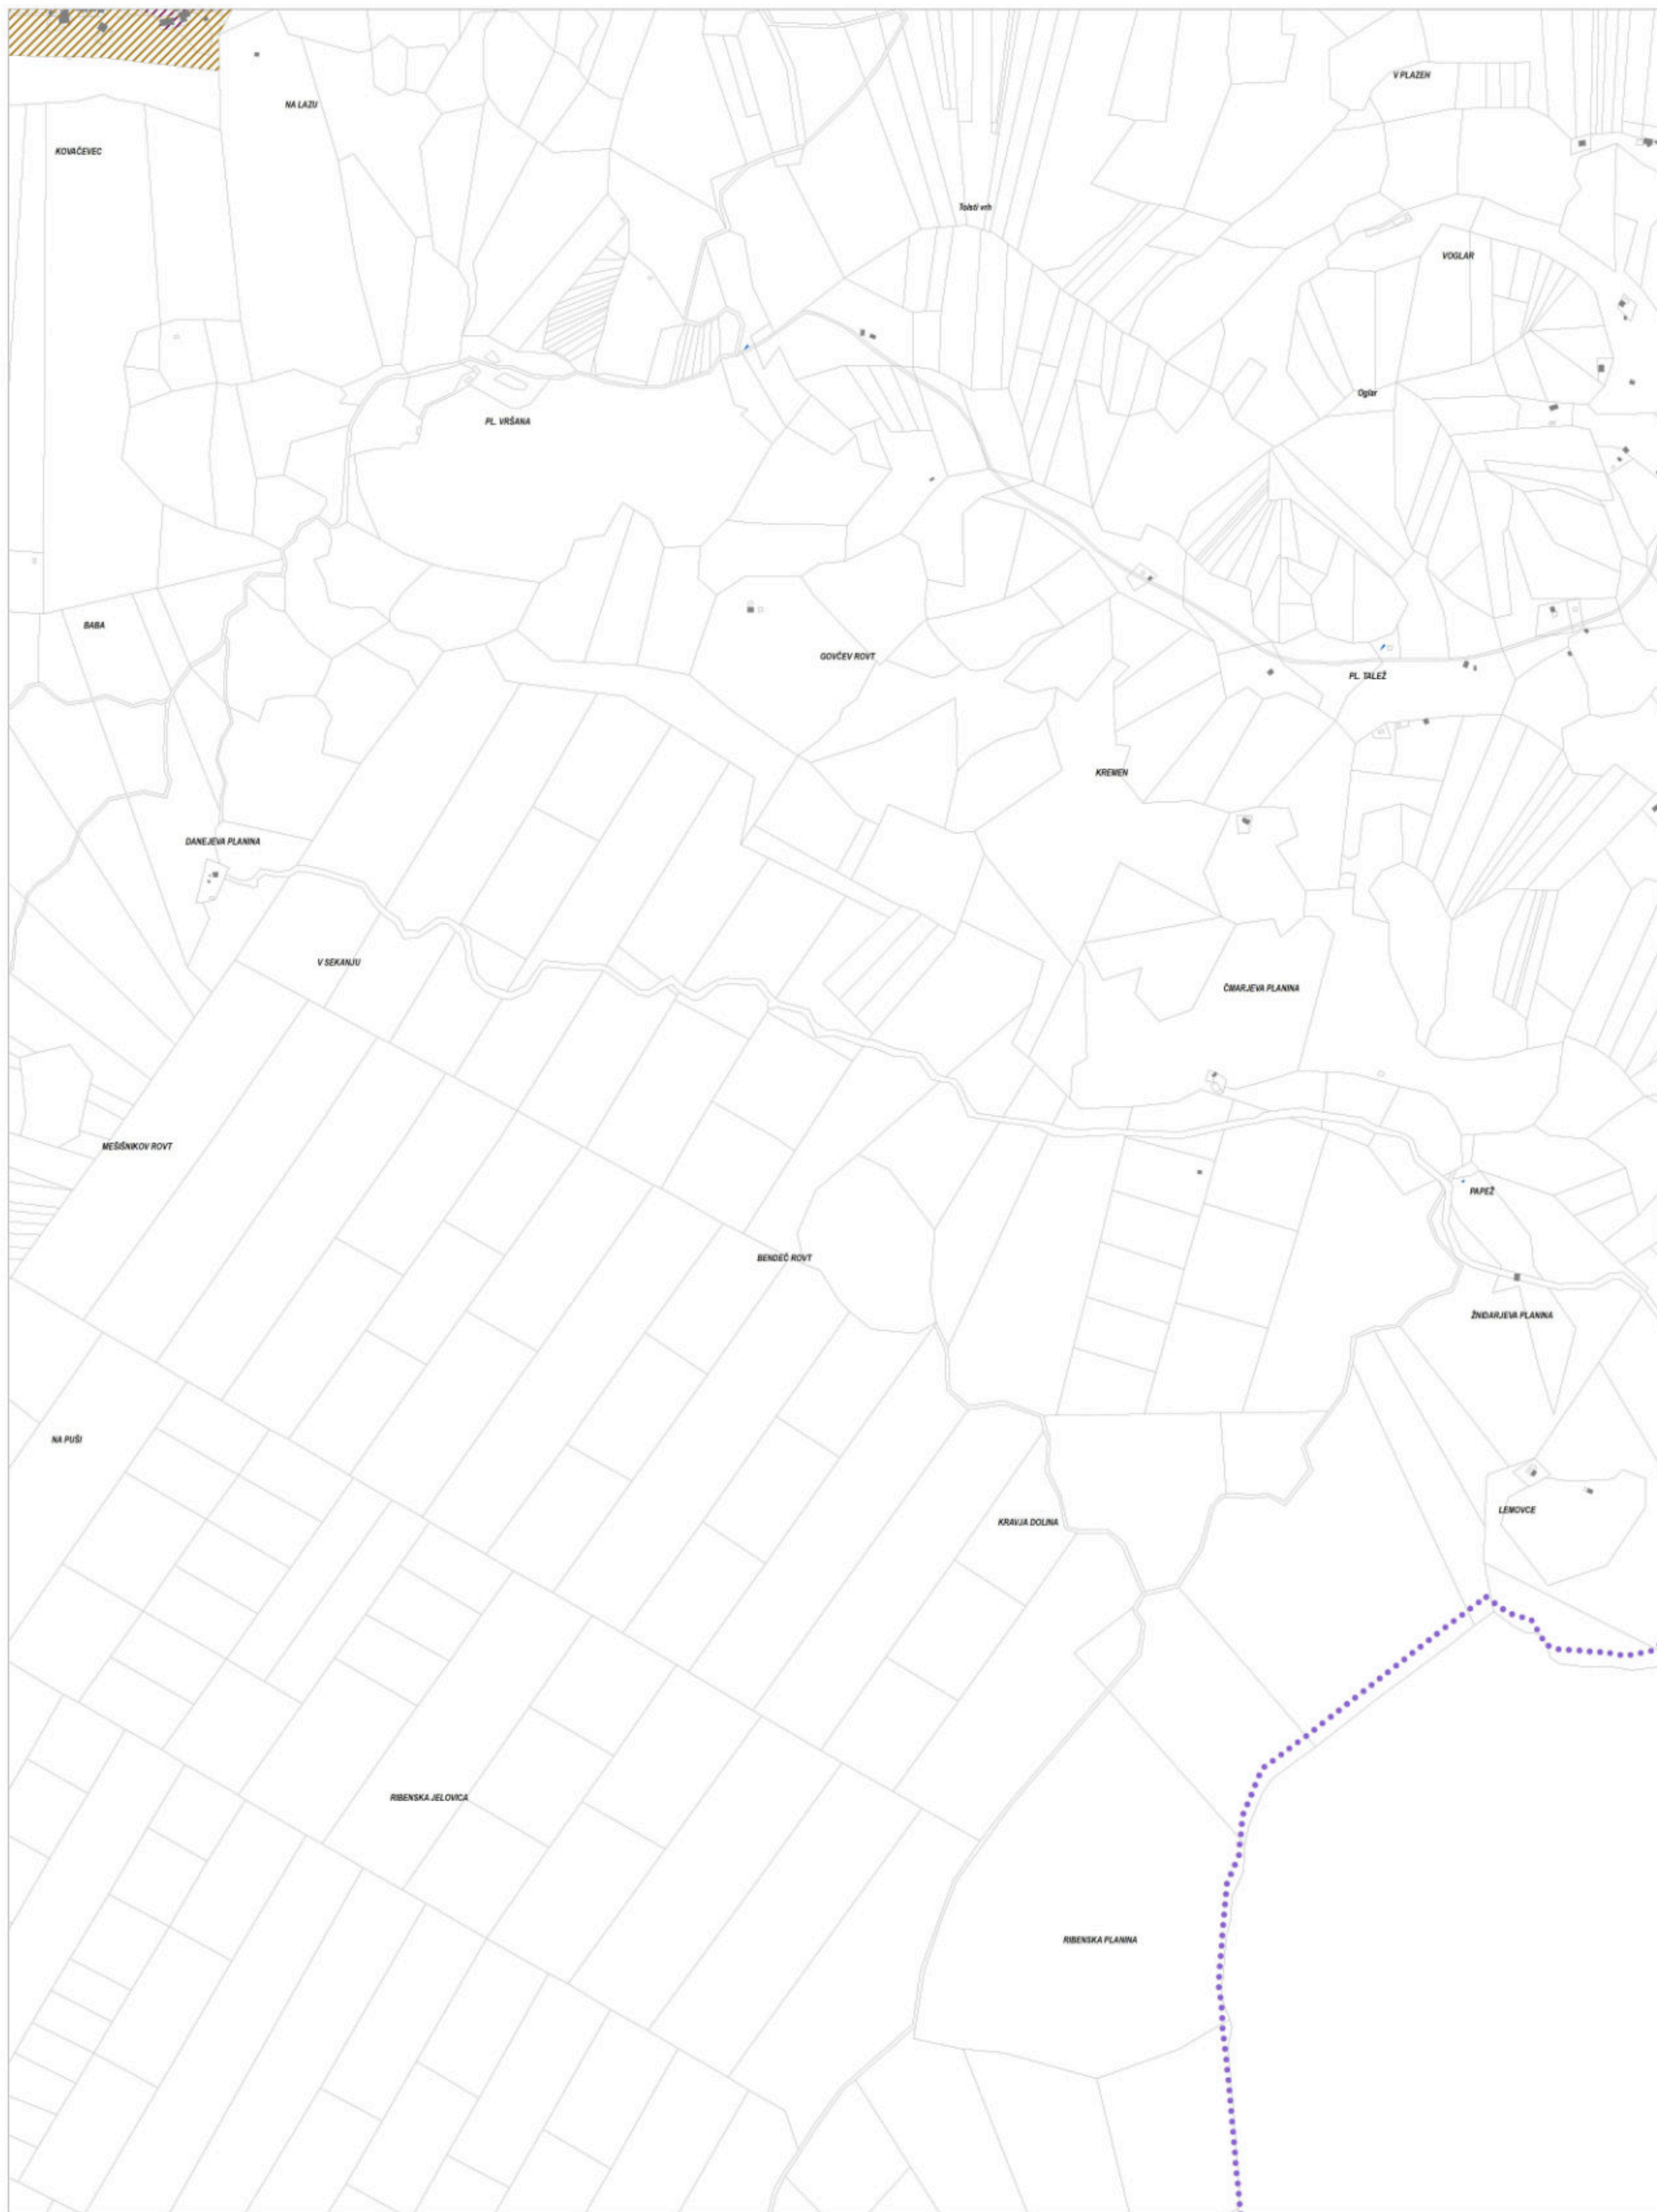 V PLAZEH
NA LAZU
KOVAČEVEC
Tolsti vrh
VOGLAR
Oglar
PL. VRŠANA
BABA
GOVČEV ROVT
PL. TALEŽ
KREMEN
DANEJEVA PLANINA
V SEKANJU
ČMARJEVA PLANINA
MEŠIŠNIKOV ROVT
PAPEŽ
BENDEČ ROVT
ŽNIDARJEVA PLANINA
NA PUŠI
LEMOVCE
KRAVJA DOLINA
RIBENSKA JELOVICA
RIBENSKA PLANINA